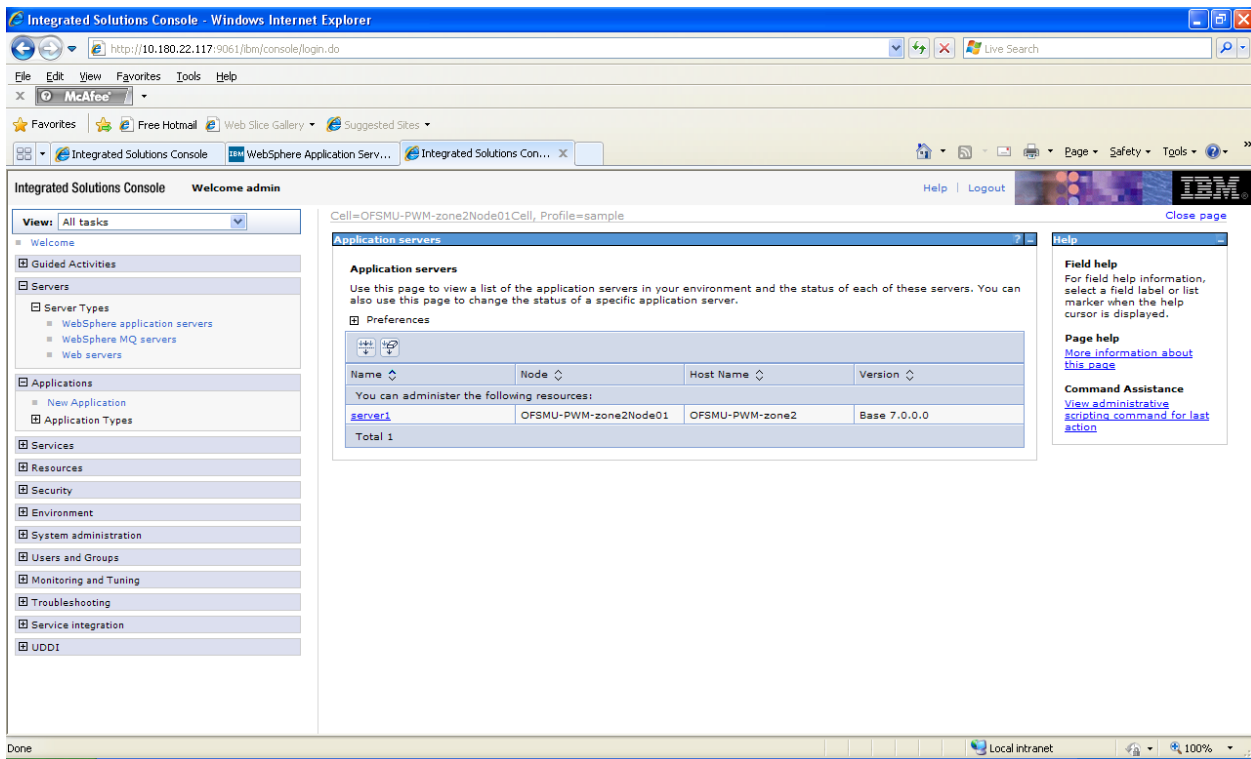 Integrated Solutions Console - Windows Internet Explorer
http://10.180.22.117:9061/ibm/console/login.do
Live Search
File Edit View Favorites Tools Help
X McAfee
Favorites Free Hotmail Web Slice Gallery Suggested Sites
Integrated Solutions Console WebSphere Application Serv... Integrated Solutions Con... X Page Safety Tools »
Integrated Solutions Console Welcome admin Help | Logout IBM®
View: All tasks
Cell=OFSMU-PWM-zone2Node01Cell, Profile=sample Close page
Welcome
Guided Activities
Servers
Server Types
WebSphere application servers
WebSphere MQ servers
Web servers
Applications
New Application
Application Types
Services
Resources
Security
Environment
System administration
Users and Groups
Monitoring and Tuning
Troubleshooting
Service integration
UDDI
Application servers ? -
Application servers
Use this page to view a list of the application servers in your environment and the status of each of these servers. You can
also use this page to change the status of a specific application server.
Preferences
Name Node Host Name Version
You can administer the following resources:
server1 OFSMU-PWM-zone2Node01 OFSMU-PWM-zone2 Base 7.0.0.0
Total 1
Help -
Field help
For field help information,
select a field label or list
marker when the help
cursor is displayed.
Page help
More information about
this page
Command Assistance
View administrative
scripting command for last
action
Done Local intranet 100%